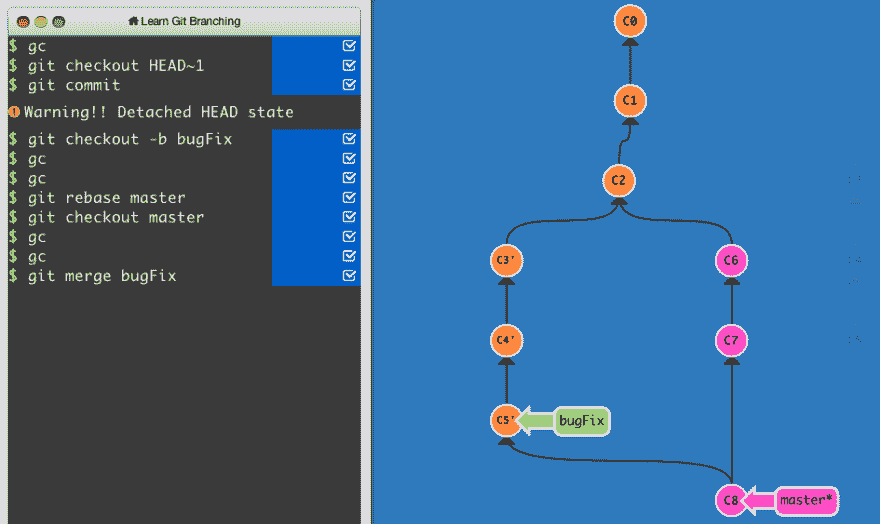 Learn Git Branching
$ gc
$ git checkout HEAD~1
$ git commit
Warning!! Detached HEAD state
$ git checkout -b bugFix
$ gc
$ gc
$ git rebase master
$ git checkout master
$ gc
$ gc
$ git merge bugFix
C0
C1
C2
C3'
C6
C4'
C7
C5'
bugFix
C8
master*